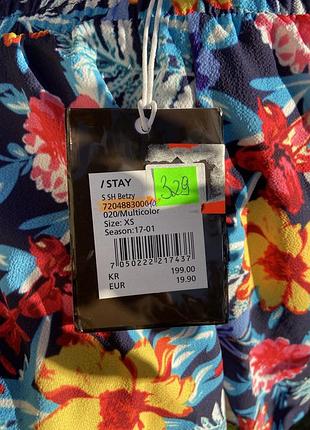 /STAY
S SH Betzy
720488300010
020/Multicolor
Size: XS
Season:17-01
329
7 050222 217437
KR 199.00
EUR 19.90